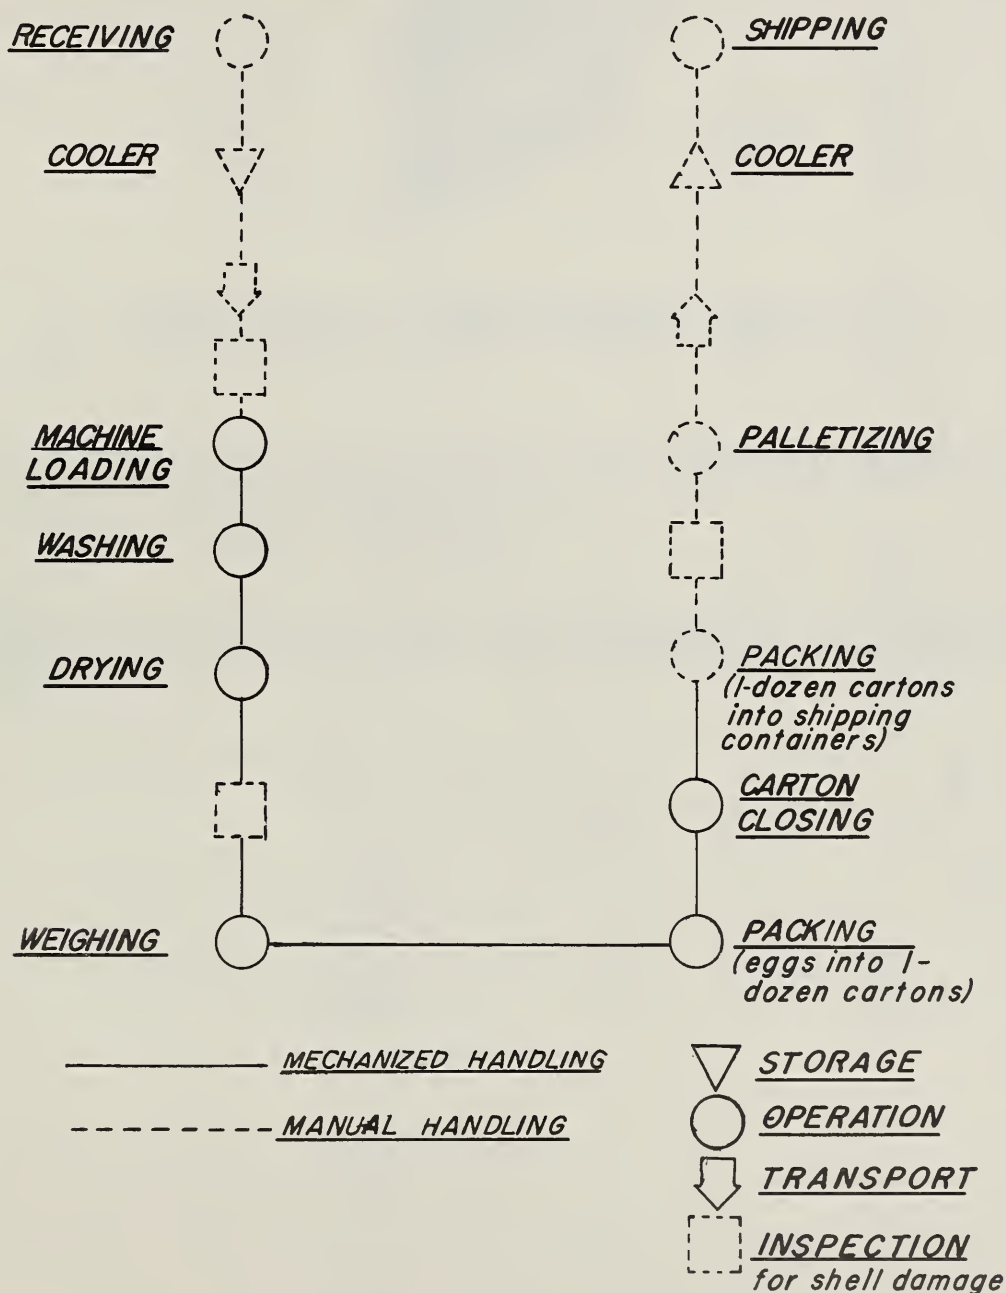 RECEIVING
COOLER
MACHINE
LOADING
WASHING
DRYING
WEIGHING
SHIPPING
COOLER
PALLETIZING
PACKING
(1-dozen cartons
into shipping
containers)
CARTON
CLOSING
PACKING
(eggs into 1-
dozen cartons)
MECHANIZED HANDLING
MANUAL HANDLING
STORAGE
OPERATION
TRANSPORT
INSPECTION
for shell damage